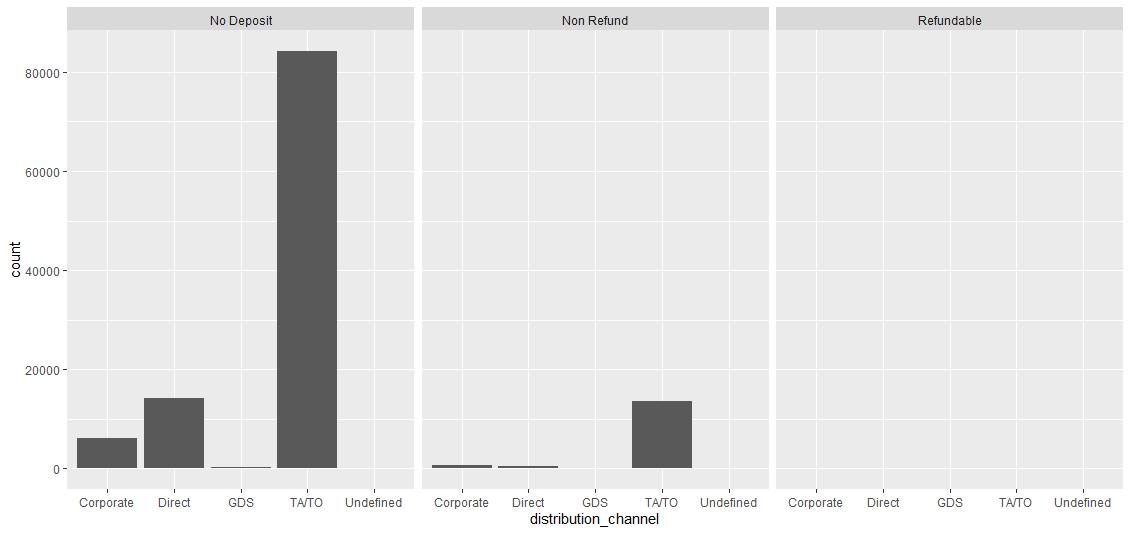 No Deposit Non Refund Refundable
80000
60000
40000
20000
0
count
Corporate Direct GDS TA/TO Undefined Corporate Direct GDS TA/TO Undefined Corporate Direct GDS TA/TO Undefined
distribution_channel